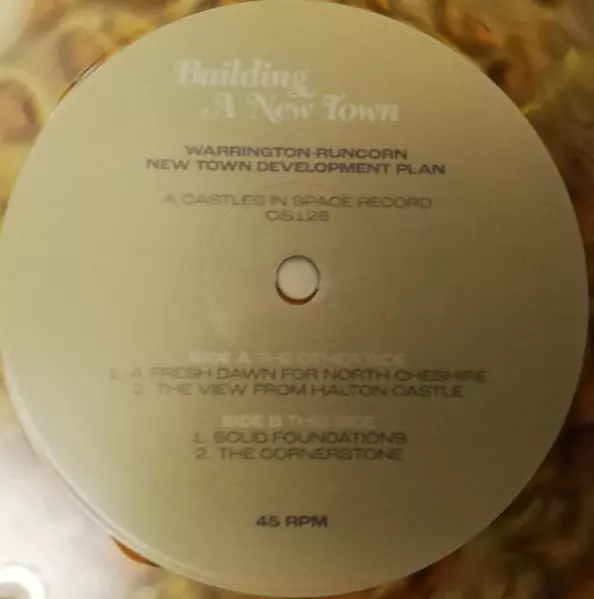 Building
A New Town
WARRINGTON-RUNCORN
NEW TOWN DEVELOPMENT PLAN
A CASTLES IN SPACE RECORD
CIS126
SIDE A THE OTHER SIDE
1. A FRESH DAWN FOR NORTH CHESHIRE
2. THE VIEW FROM HALTON CASTLE
SIDE B THIS SIDE
1. SOLID FOUNDATIONS
2. THE CORNERSTONE
45 RPM